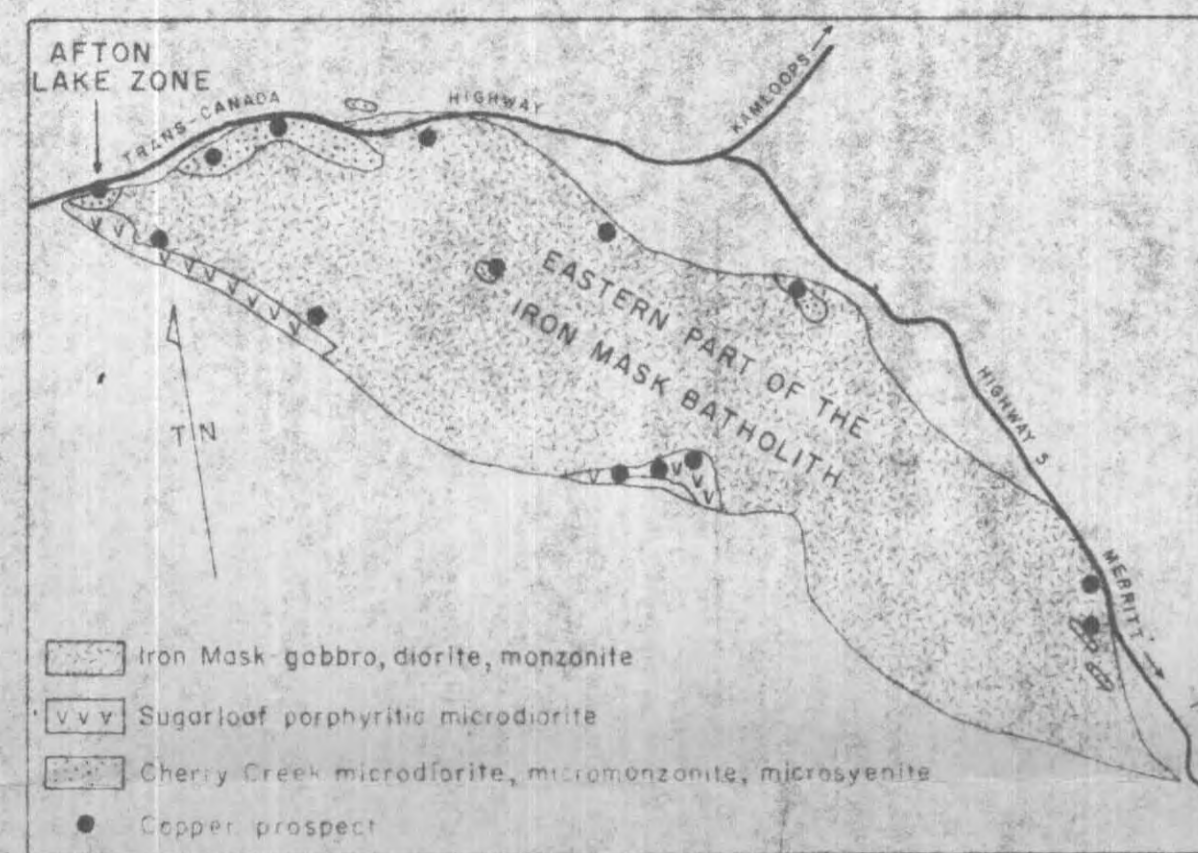 AFTON
LAKE ZONE
TRANS-CANADA HIGHWAY
KAMLOOPS
EASTERN PART OF THE
IRON MASK BATHOLITH
HIGHWAY 5
TN
MERRITT
Iron Mask gabbro, diorite, monzonite
V V V Sugarloaf porphyritic microdiorite
Cherry Creek microdiorite, micromonzonite, microsyenite
Copper prospect